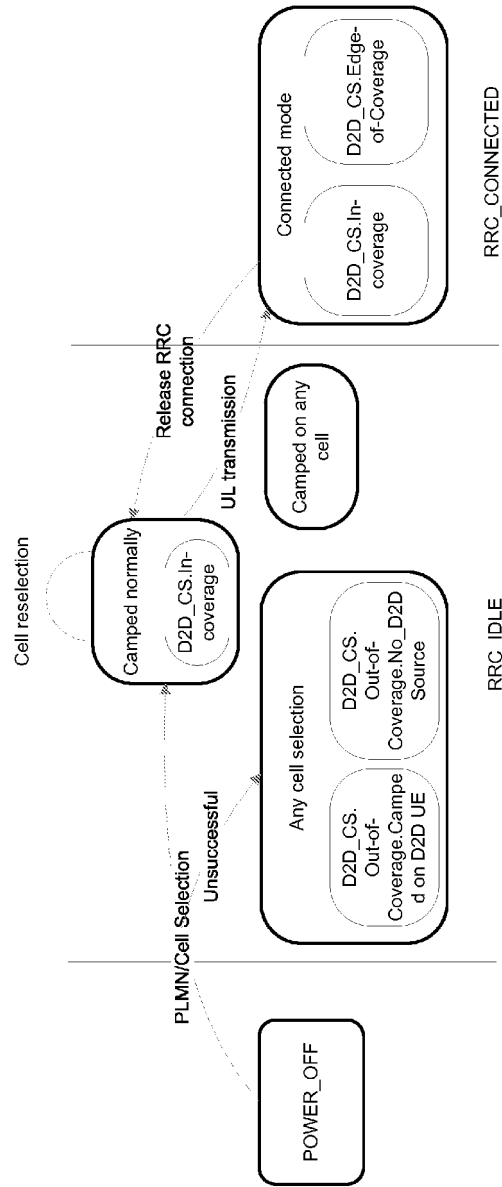 Cell reselection
PLMN/Cell Selection
Unsuccessful
Release RRC
connection
UL transmission
POWER_OFF
Camped normally
D2D_CS.In-
coverage
Any cell selection
D2D_CS.
Out-of-
Coverage.Campe
d on D2D UE
D2D_CS.
Out-of-
Coverage.No_D2D
Source
Camped on any
cell
Connected mode
D2D_CS.In-
coverage
D2D_CS.Edge-
of-Coverage
RRC_IDLE
RRC_CONNECTED